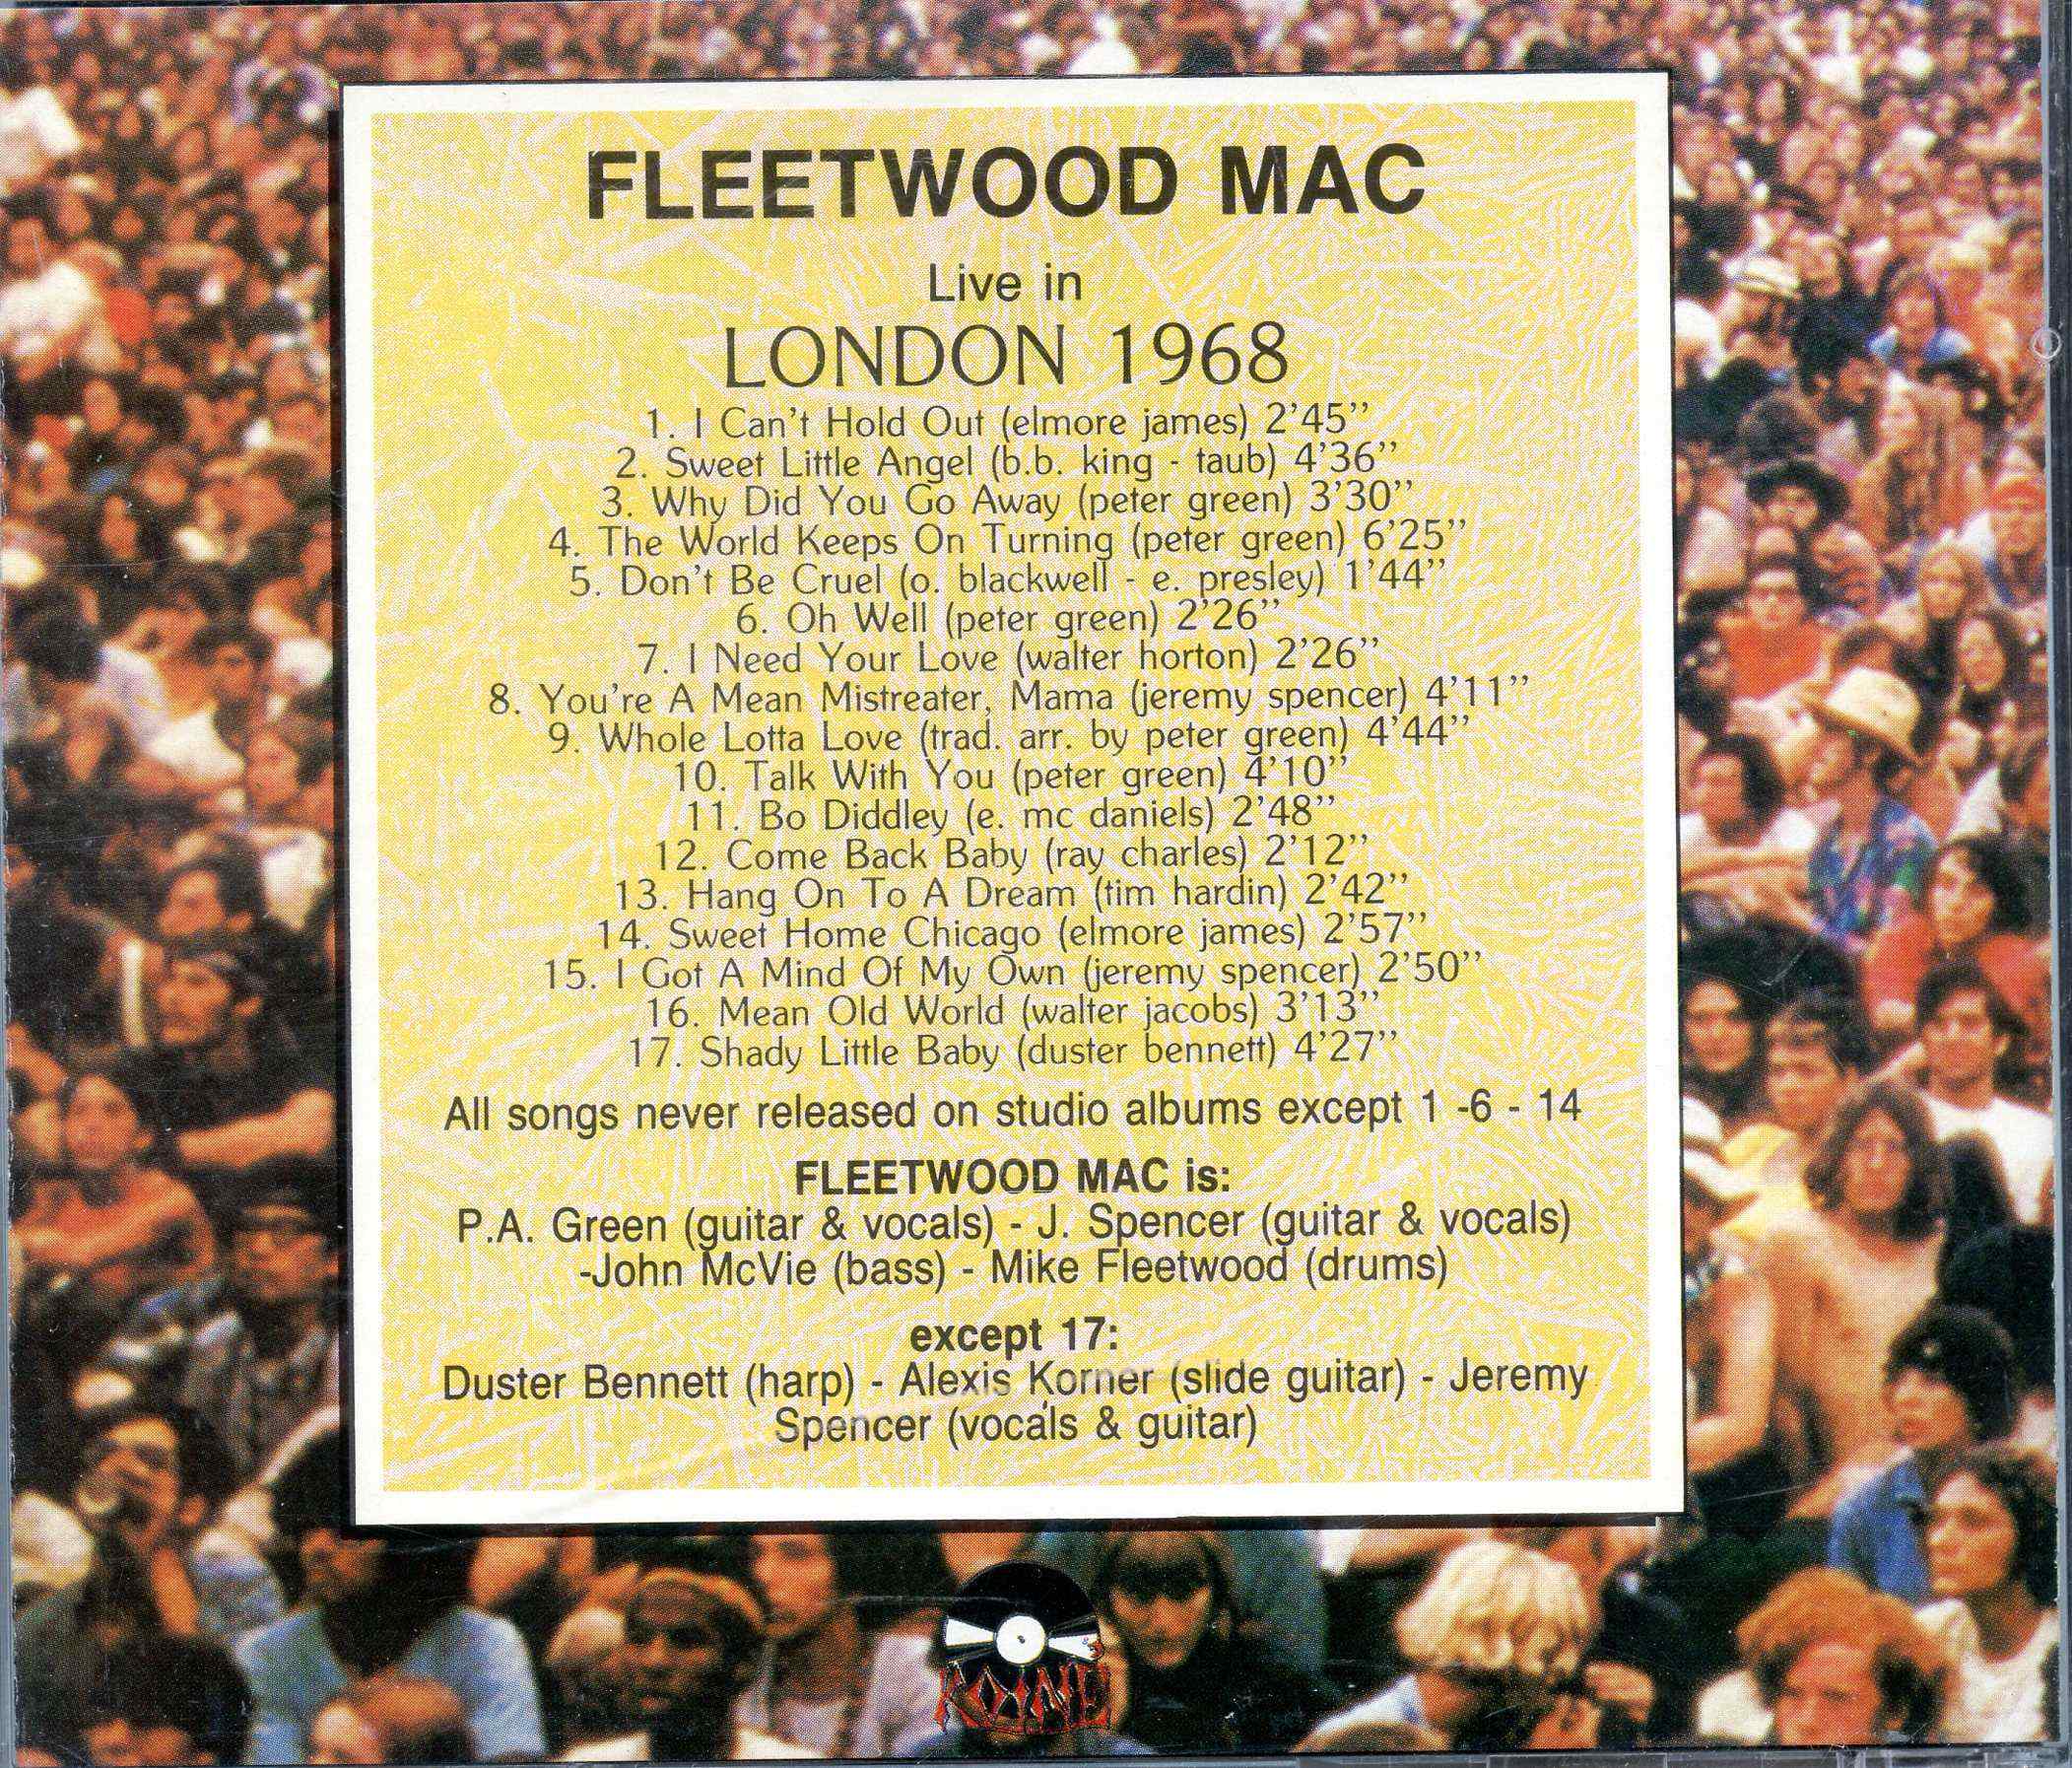 FLEETWOOD MAC
Live in
LONDON 1968
1. I Can't Hold Out (elmore james) 2'45''
2. Sweet Little Angel (b.b. king - taub) 4'36''
3. Why Did You Go Away (peter green) 3'30''
4. The World Keeps On Turning (peter green) 6'25''
5. Don't Be Cruel (o. blackwell - e. presley) 1'44''
6. Oh Well (peter green) 2'26''
7. I Need Your Love (walter horton) 2'26''
8. You're A Mean Mistreater, Mama (jeremy spencer) 4'11''
9. Whole Lotta Love (trad. arr. by peter green) 4'44''
10. Talk With You (peter green) 4'10''
11. Bo Diddley (e. mc daniels) 2'48''
12. Come Back Baby (ray charles) 2'12''
13. Hang On To A Dream (tim hardin) 2'42''
14. Sweet Home Chicago (elmore james) 2'57''
15. I Got A Mind Of My Own (jeremy spencer) 2'50''
16. Mean Old World (walter jacobs) 3'13''
17. Shady Little Baby (duster bennett) 4'27''
All songs never released on studio albums except 1 -6 - 14
FLEETWOOD MAC is:
P.A. Green (guitar & vocals) - J. Spencer (guitar & vocals)
-John McVie (bass) - Mike Fleetwood (drums)
except 17:
Duster Bennett (harp) - Alexis Korner (slide guitar) - Jeremy
Spencer (vocals & guitar)